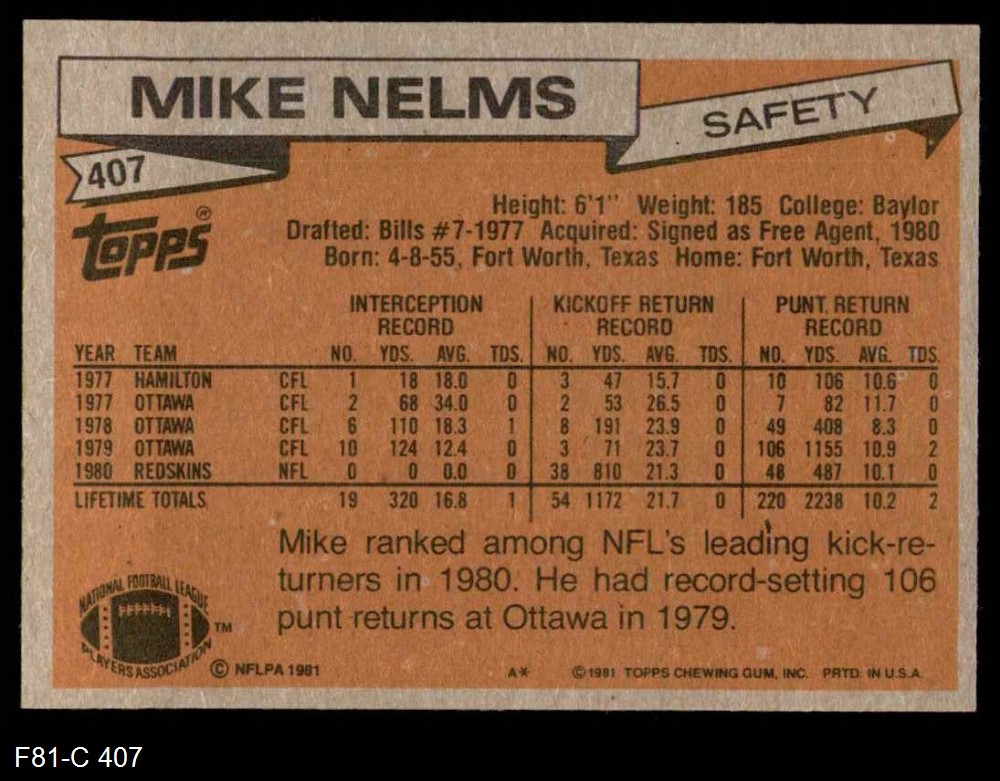 MIKE NELMS
SAFETY
407
Topps®
Height: 6'1" Weight: 185 College: Baylor
Drafted: Bills #7-1977 Acquired: Signed as Free Agent, 1980
Born: 4-8-55, Fort Worth, Texas Home: Fort Worth, Texas
INTERCEPTION RECORD KICKOFF RETURN RECORD PUNT RETURN RECORD
YEAR TEAM NO. YDS. AVG. TDS. NO. YDS. AVG. TDS. NO. YDS. AVG. TDS.
1977 HAMILTON CFL 1 18 18.0 0 3 47 15.7 0 10 106 10.6 0
1977 OTTAWA CFL 2 68 34.0 0 2 53 26.5 0 7 82 11.7 0
1978 OTTAWA CFL 6 110 18.3 1 8 191 23.9 0 49 408 8.3 0
1979 OTTAWA CFL 10 124 12.4 0 3 71 23.7 0 106 1155 10.9 2
1980 REDSKINS NFL 0 0 0.0 0 38 810 21.3 0 48 487 10.1 0
LIFETIME TOTALS 19 320 16.8 1 54 1172 21.7 0 220 2238 10.2 2
Mike ranked among NFL's leading kick-re-
turners in 1980. He had record-setting 106
punt returns at Ottawa in 1979.
NATIONAL FOOTBALL LEAGUE
PLAYERS ASSOCIATION
TM
© NFLPA 1981 A* © 1981 TOPPS CHEWING GUM, INC. PRTD. IN U.S.A.
F81-C 407